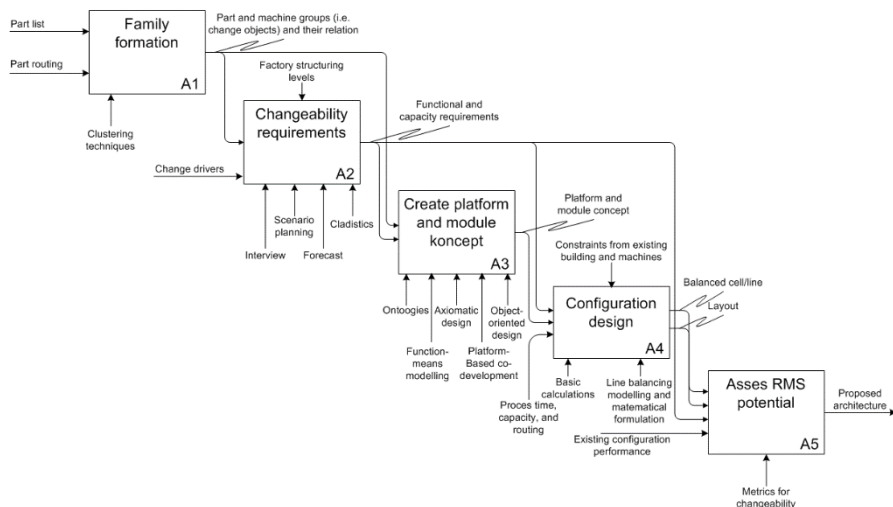 Part list
Part routing
Family
formation
A1
Clustering
techniques
Part and machine groups (i.e.
change objects) and their relation
Factory structuring
levels
Changeability
requirements
A2
Change drivers
Interview
Scenario
planning
Forecast
Cladistics
Functional and
capacity requirements
Create platform
and module
koncept
A3
Ontoogies
Function-
means
modelling
Axiomatic
design
Platform-
Based co-
development
Object-
oriented
design
Platform and
module concept
Constraints from existing
building and machines
Configuration
design
A4
Proces time,
capacity, and
routing
Basic
calculations
Line balancing
modelling and
matematical
formulation
Balanced cell/line
Layout
Asses RMS
potential
A5
Existing configuration
performance
Metrics for
changeability
Proposed
architecture